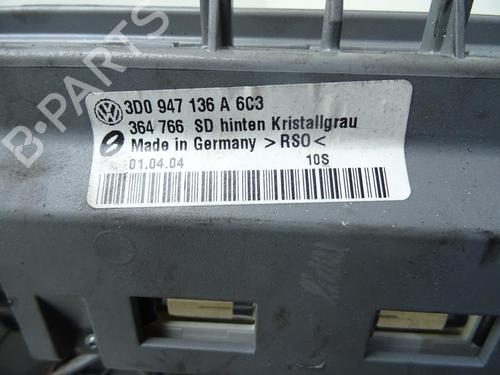 3D0 947 136 A 6C3
364 766 SD hinten Kristallgrau
Made in Germany >RSO<
01.04.04 10S
B-PARTS